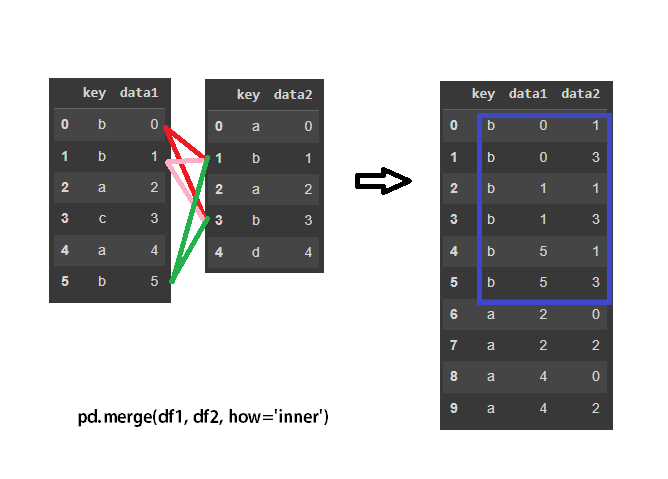 key data1
0 b 0
1 b 1
2 a 2
3 c 3
4 a 4
5 b 5
key data2
0 a 0
1 b 1
2 a 2
3 b 3
4 d 4
key data1 data2
0 b 0 1
1 b 0 3
2 b 1 1
3 b 1 3
4 b 5 1
5 b 5 3
6 a 2 0
7 a 2 2
8 a 4 0
9 a 4 2
pd.merge(df1, df2, how='inner')